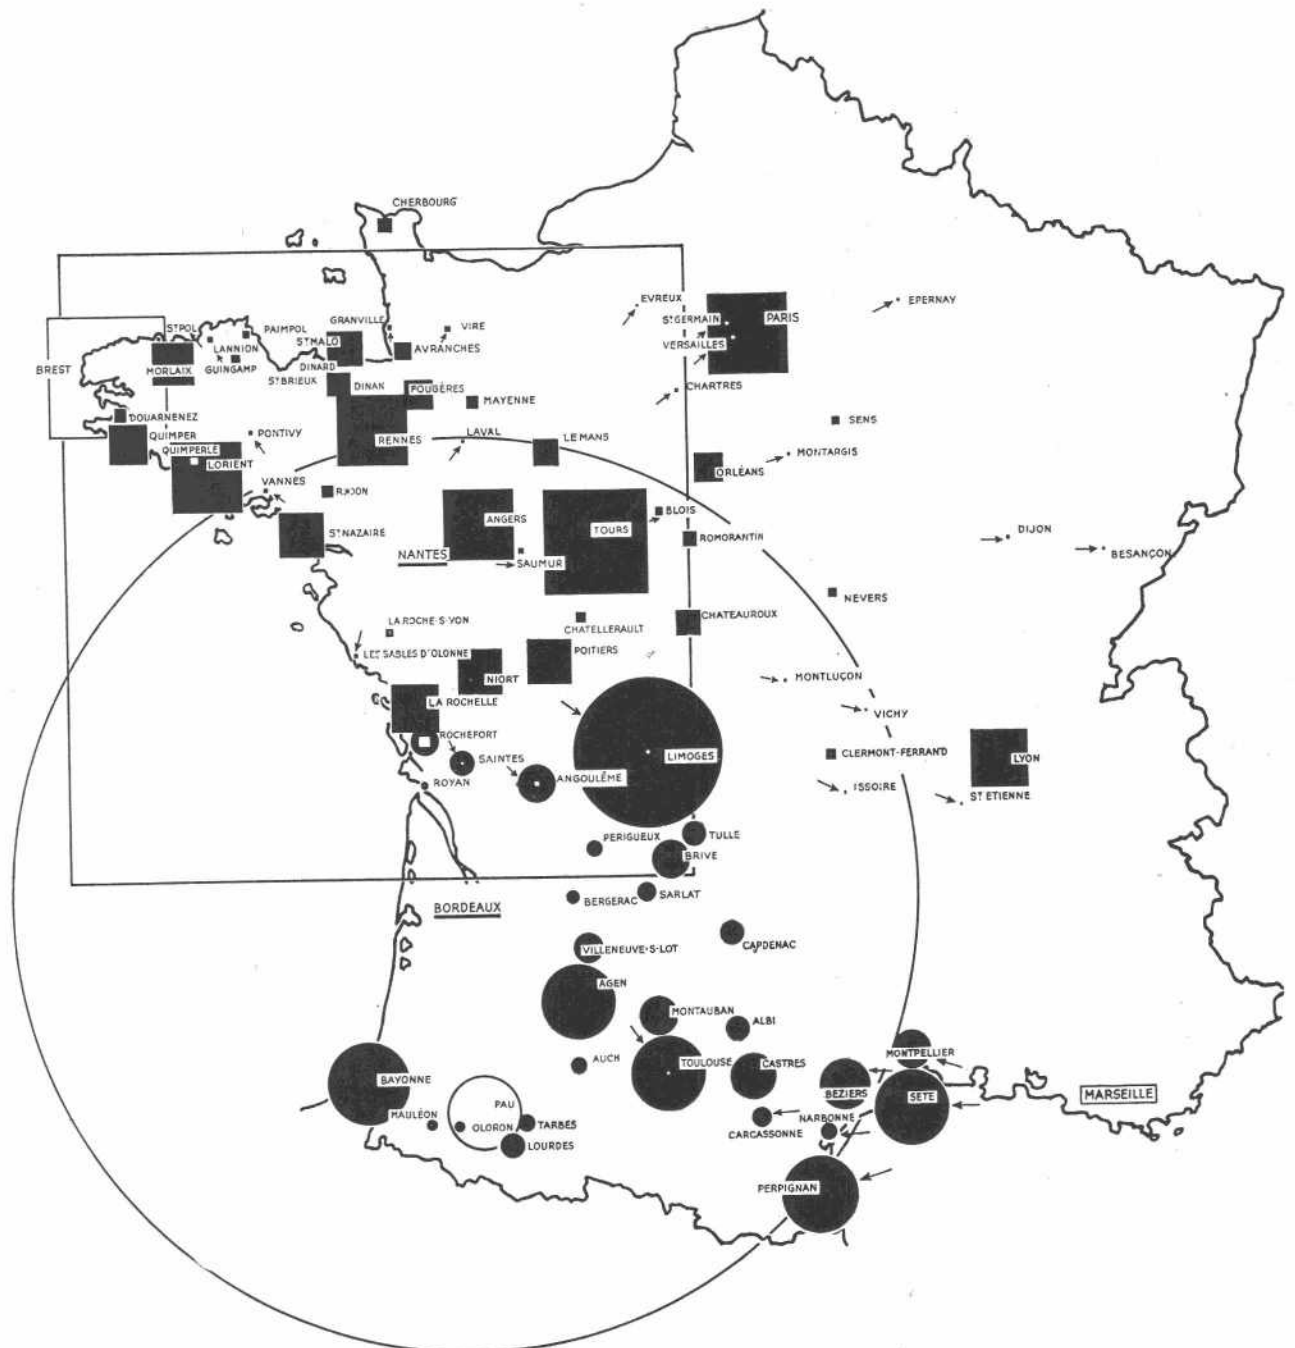 CHERBOURG
EVREUX
EPERNAY
ST GERMAIN
PARIS
VERSAILLES
ST POL
PAIMPOL
GRANVILLE
VIRE
LANNION
ST MALO
AVRANCHES
BREST
MORLAIX
GUINGAMP
DINARD
ST BRIEUX
DINAN
FOUGÈRES
CHARTRES
MAYENNE
DOUARNENEZ
SENS
QUIMPER
PONTIVY
RENNES
LAVAL
LE MANS
QUIMPERLÉ
MONTARGIS
LORIENT
ORLÉANS
VANNES
REDON
BLOIS
ANGERS
TOURS
ST NAZAIRE
DIJON
ROMORANTIN
NANTES
BESANÇON
SAUMUR
NEVERS
LA ROCHE-S-YON
CHATEAUROUX
CHATELLERAULT
LES SABLES D'OLONNE
POITIERS
NIORT
MONTLUÇON
LA ROCHELLE
VICHY
ROCHEFORT
CLERMONT-FERRAND
LYON
SAINTES
LIMOGES
ANGOULÊME
ROYAN
ISSOIRE
ST ETIENNE
PERIGUEUX
TULLE
BRIVE
SARLAT
BERGERAC
BORDEAUX
VILLENEUVE-S-LOT
CAPDENAC
AGEN
MONTAUBAN
ALBI
MONTPELLIER
AUCH
TOULOUSE
CASTRES
BAYONNE
BEZIERS
SETE
MARSEILLE
PAU
MAULÉON
OLORON
TARBES
NARBONNE
CARCASSONNE
LOURDES
PERPIGNAN